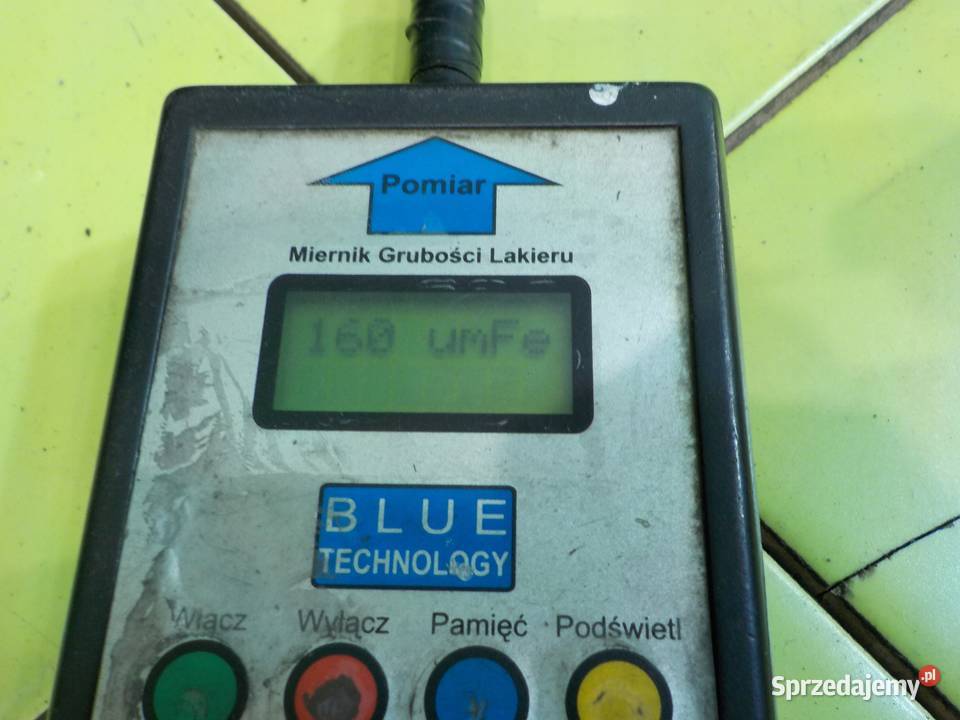 Pomiar
Miernik Grubości Lakieru
160 umFe
BLUE
TECHNOLOGY
Włącz Wyłącz Pamięć Podświetl
Sprzedajemy.pl